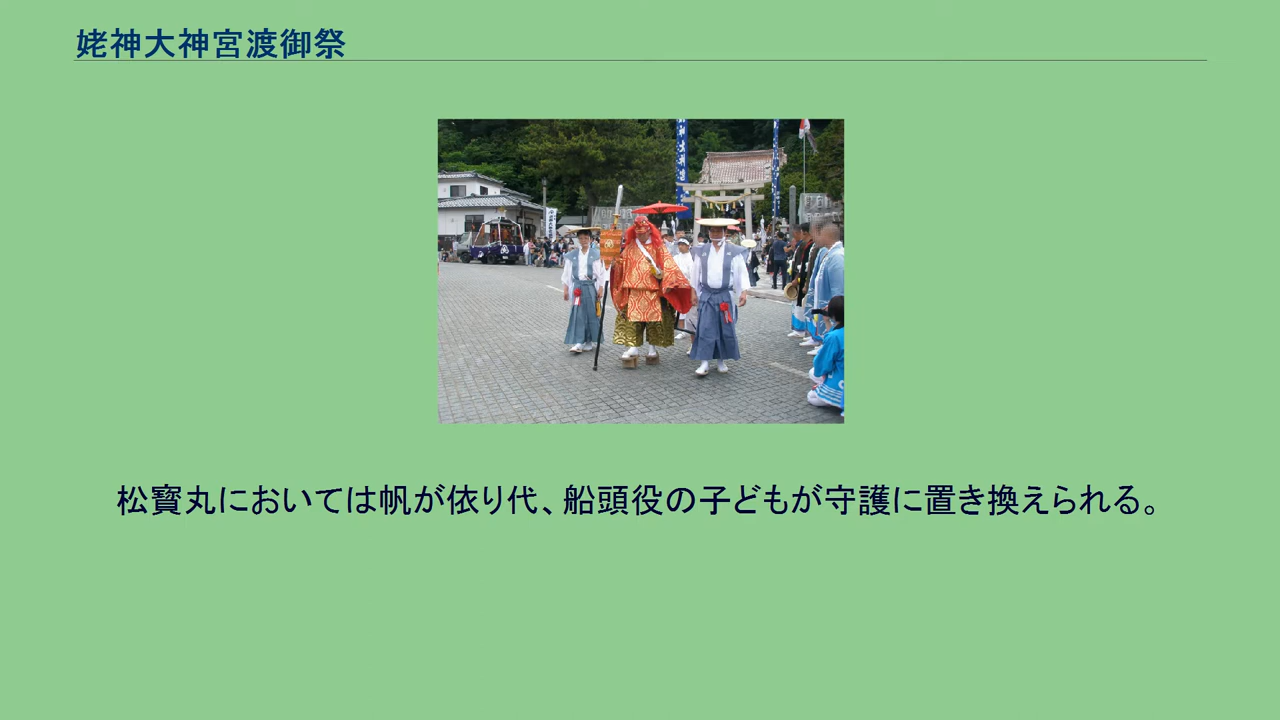 姥神大神宮渡御祭
松寳丸においては帆が依り代、船頭役の子どもが守護に置き換えられる。